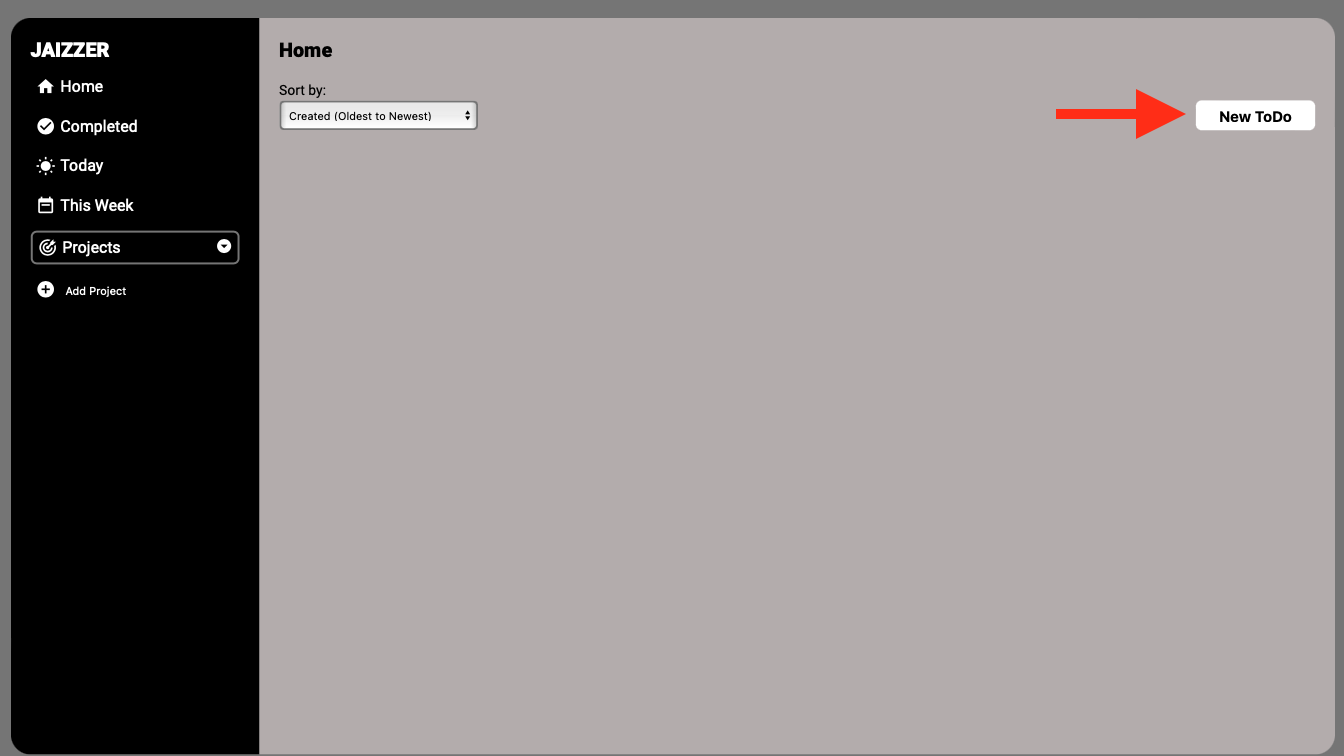 JAIZZER
Home
Completed
Today
This Week
Projects
Add Project
Home
Sort by:
Created (Oldest to Newest)
New ToDo